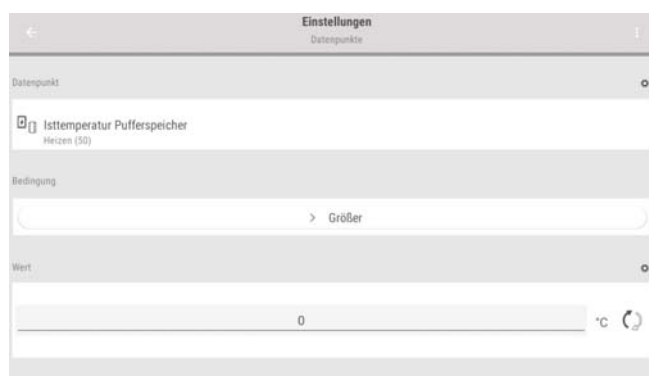 Einstellungen
Datenpunkte
Datenpunkt
Isttemperatur Pufferspeicher
Heizen (50)
Bedingung
> Größer
Wert
0 °C